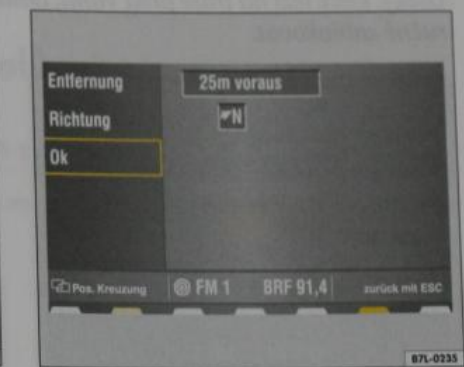 Entfernung 25m voraus
Richtung N
Ok
Pos. Kreuzung FM 1 BRF 91,4 zurück mit ESC
B7L-0235